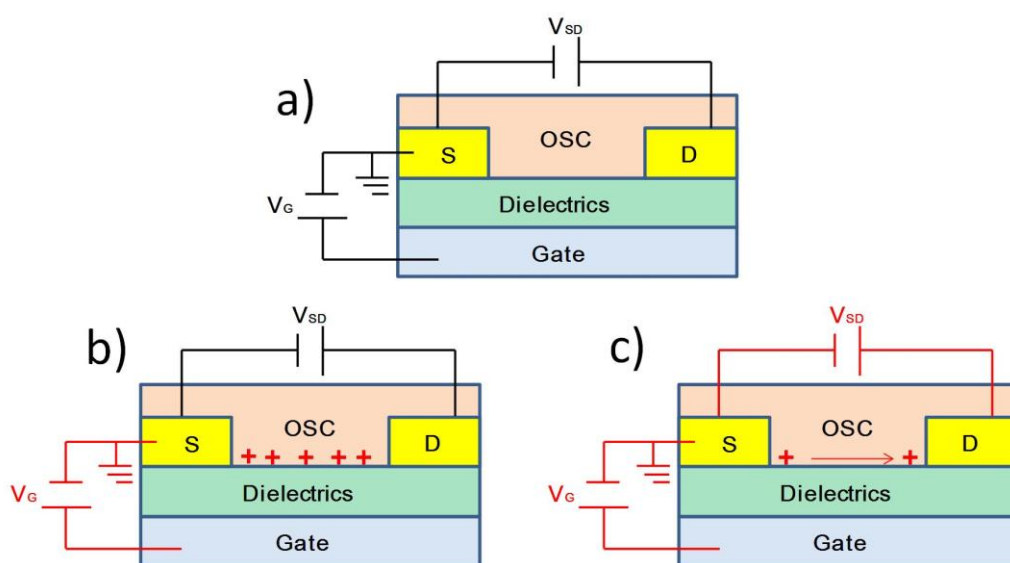 VSD
a)
OSC
S
D
VG
Dielectrics
Gate
VSD
b)
OSC
S
D
+ + + + +
VG
Dielectrics
Gate
VSD
c)
OSC
S
D
+ +
VG
Dielectrics
Gate